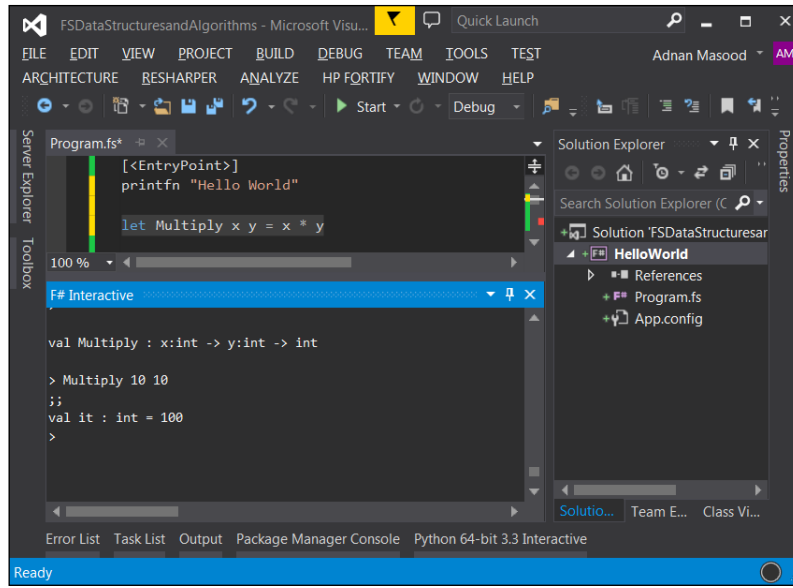 FSDataStructuresandAlgorithms - Microsoft Visu...
Quick Launch
FILE EDIT VIEW PROJECT BUILD DEBUG TEAM TOOLS TEST
Adnan Masood
AM
ARCHITECTURE RESHARPER ANALYZE HP FORTIFY WINDOW HELP
Start
Debug
Server Explorer
Toolbox
Program.fs*
[<EntryPoint>]
printfn "Hello World"
let Multiply x y = x * y
100 %
F# Interactive
val Multiply : x:int -> y:int -> int
> Multiply 10 10
;;
val it : int = 100
>
Solution Explorer
Search Solution Explorer (C
Solution 'FSDataStructuresar
HelloWorld
References
Program.fs
App.config
Solutio... Team E... Class Vi...
Properties
Error List Task List Output Package Manager Console Python 64-bit 3.3 Interactive
Ready